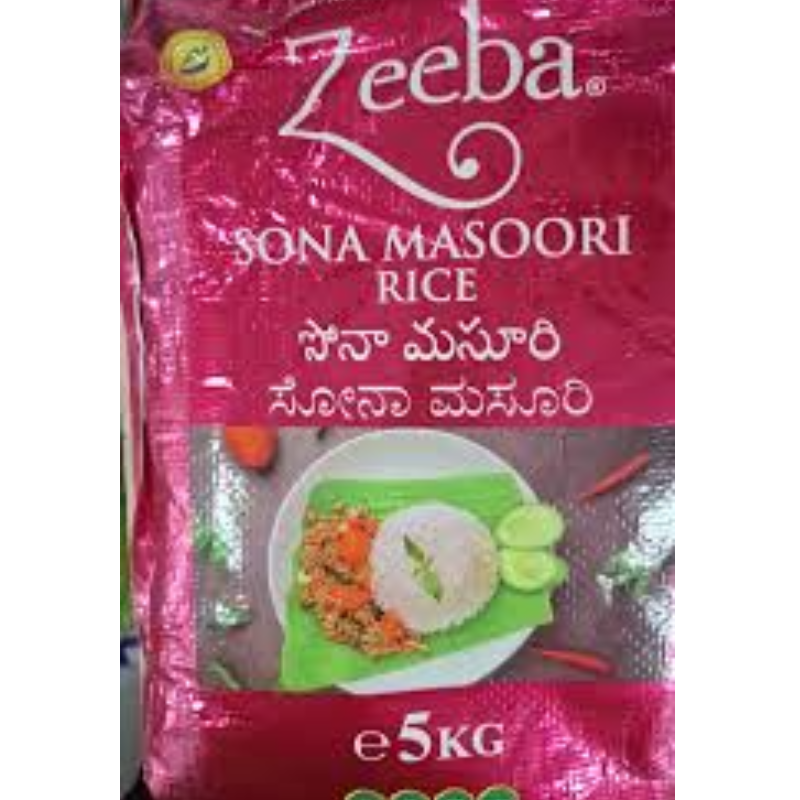 Zeeba®
SONA MASOORI
RICE
సోనా మసూరి
ಸೋನಾ ಮಸೂರಿ
℮5KG